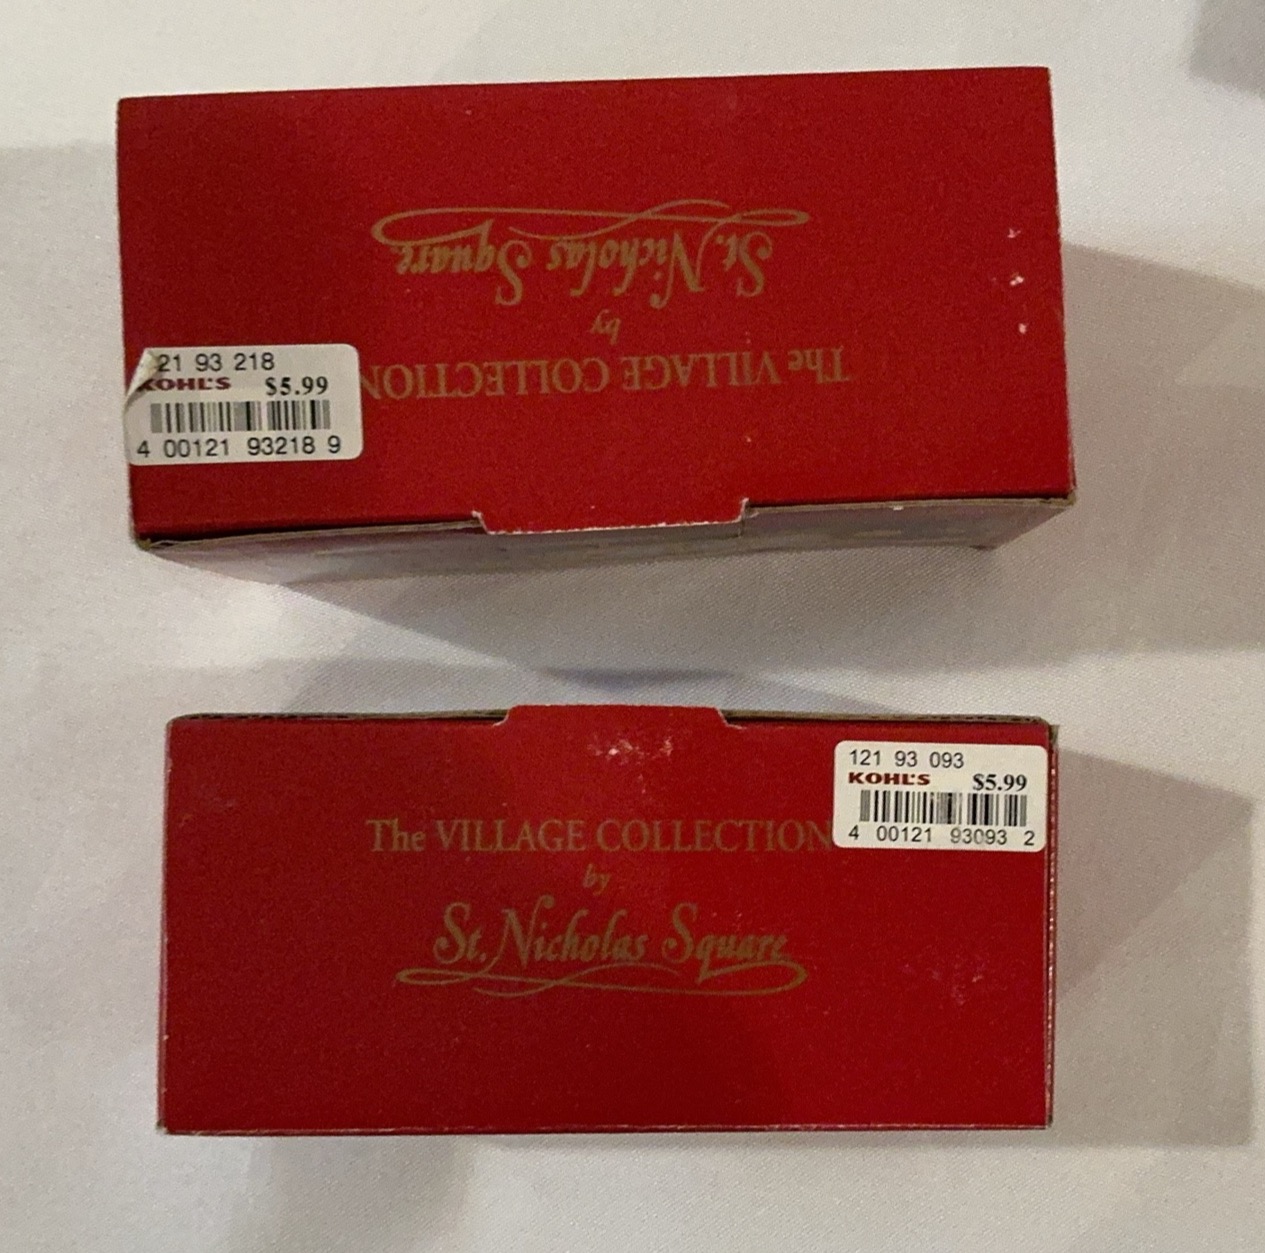 St. Nicholas Square
by
The VILLAGE COLLECTION
21 93 218
KOHL'S $5.99
4 00121 93218 9
121 93 093
KOHL'S $5.99
4 00121 93093 2
The VILLAGE COLLECTION
by
St. Nicholas Square